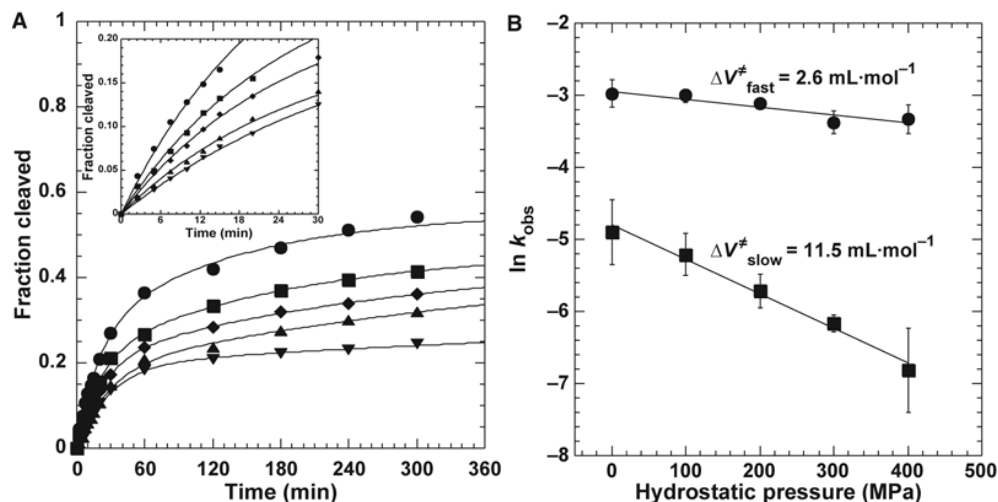 A
1
0.8
0.6
0.4
0.2
0
Fraction cleaved
0 60 120 180 240 300 360
Time (min)
0.20
0.15
0.10
0.05
0.00
Fraction cleaved
0 6 12 18 24 30
Time (min)
B
−2
−3
−4
−5
−6
−7
−8
ln k_obs
ΔV≠fast = 2.6 mL·mol−1
ΔV≠slow = 11.5 mL·mol−1
0 100 200 300 400 500
Hydrostatic pressure (MPa)